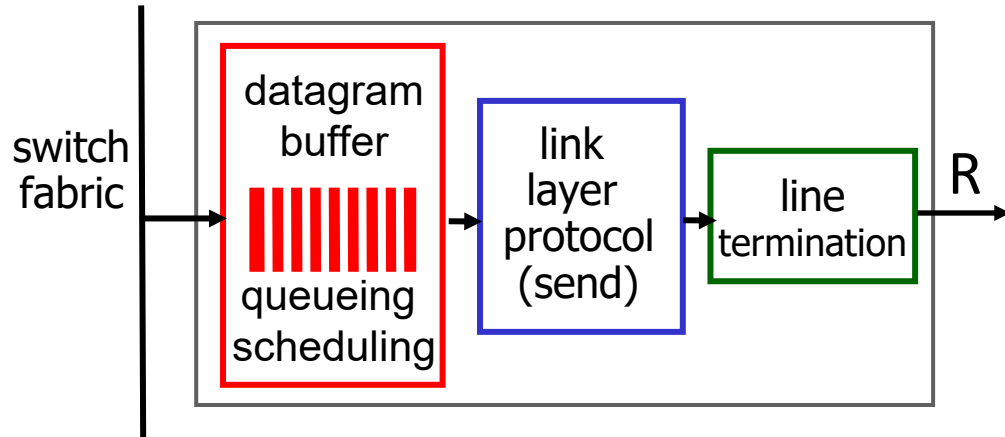 switch
fabric
datagram
buffer
queueing
scheduling
link
layer
protocol
(send)
line
termination
R